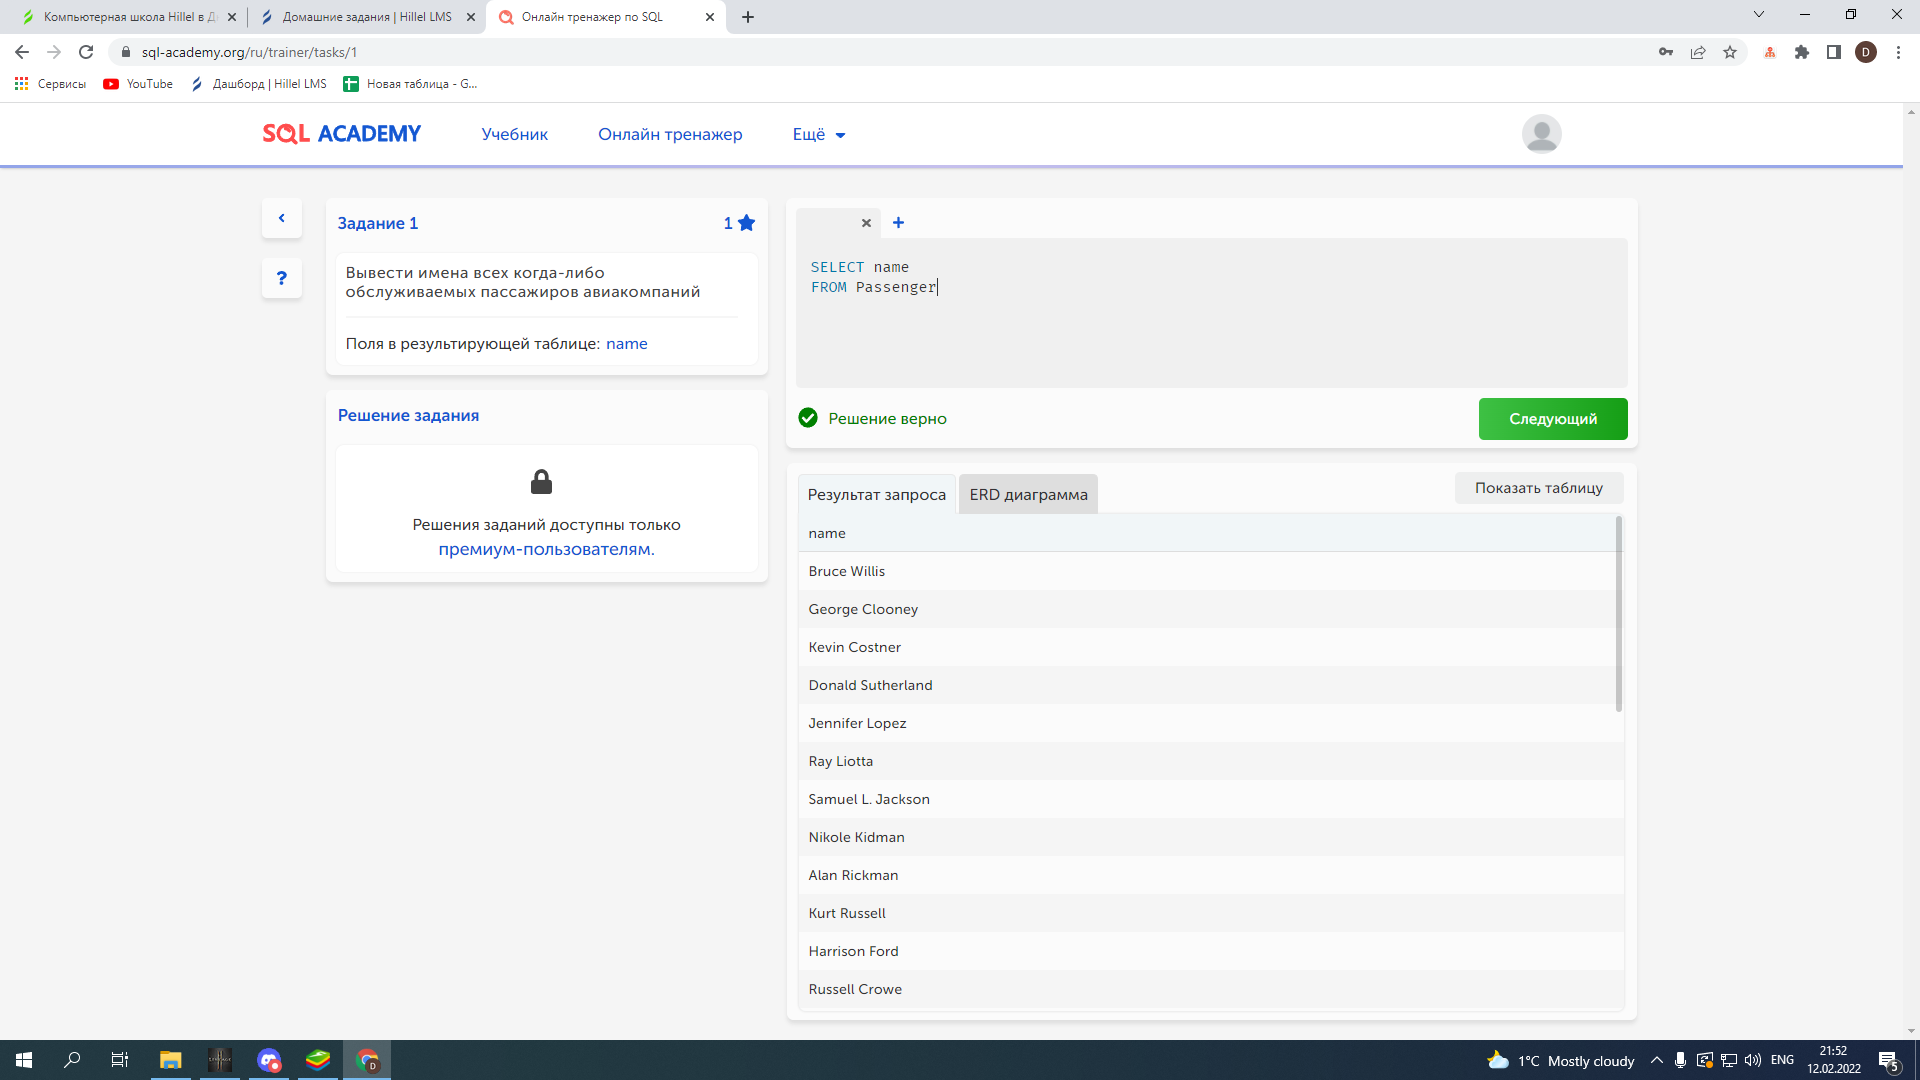 Компьютерная школа Hillel в Д
Домашние задания | Hillel LMS
Онлайн тренажер по SQL
sql-academy.org/ru/trainer/tasks/1
D
Сервисы
YouTube
Дашборд | Hillel LMS
Новая таблица - G...
SQL ACADEMY
Учебник
Онлайн тренажер
Ещё
Задание 1
1
Вывести имена всех когда-либо
обслуживаемых пассажиров авиакомпаний
Поля в результирующей таблице: name
?
Решение задания
Решения заданий доступны только
премиум-пользователям.
SELECT name
FROM Passenger
Решение верно
Следующий
Результат запроса
ERD диаграмма
Показать таблицу
name
Bruce Willis
George Clooney
Kevin Costner
Donald Sutherland
Jennifer Lopez
Ray Liotta
Samuel L. Jackson
Nikole Kidman
Alan Rickman
Kurt Russell
Harrison Ford
Russell Crowe
D
1°C Mostly cloudy
ENG
21:52
12.02.2022
5